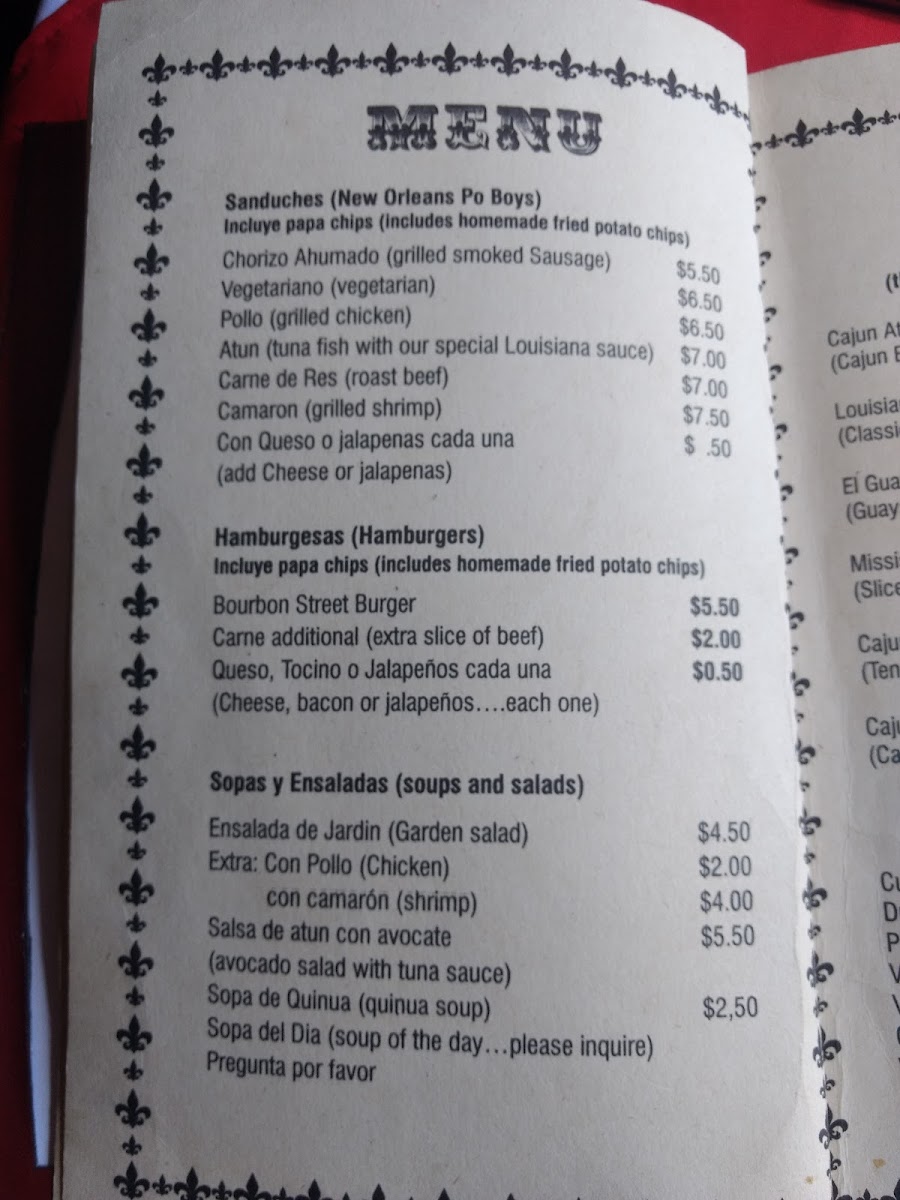 MENU
Sanduches (New Orleans Po Boys)
Incluye papa chips (includes homemade fried potato chips)
Chorizo Ahumado (grilled smoked Sausage) $5.50
Vegetariano (vegetarian) $6.50
Pollo (grilled chicken) $6.50
Atun (tuna fish with our special Louisiana sauce) $7.00
Carne de Res (roast beef) $7.00
Camaron (grilled shrimp) $7.50
Con Queso o jalapenas cada una $ .50
(add Cheese or jalapenas)
Hamburgesas (Hamburgers)
Incluye papa chips (includes homemade fried potato chips)
Bourbon Street Burger $5.50
Carne additional (extra slice of beef) $2.00
Queso, Tocino o Jalapeños cada una $0.50
(Cheese, bacon or jalapeños....each one)
Sopas y Ensaladas (soups and salads)
Ensalada de Jardin (Garden salad) $4.50
Extra: Con Pollo (Chicken) $2.00
con camarón (shrimp) $4.00
Salsa de atun con avocate $5.50
(avocado salad with tuna sauce)
Sopa de Quinua (quinua soup) $2,50
Sopa del Dia (soup of the day...please inquire)
Pregunta por favor
Cajun
(Cajun